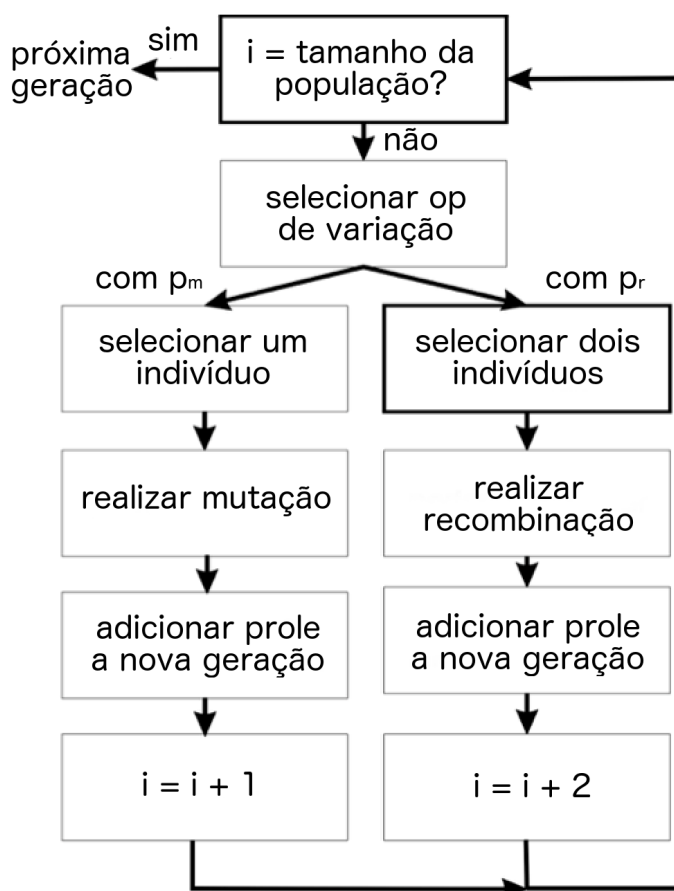 sim
próxima
geração
i = tamanho da
população?
não
selecionar op
de variação
com pm
com pr
selecionar um
indivíduo
selecionar dois
indivíduos
realizar mutação
realizar
recombinação
adicionar prole
a nova geração
adicionar prole
a nova geração
i = i + 1
i = i + 2